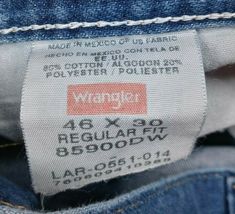 MADE IN MEXICO OF US FABRIC
HECHO EN MEXICO CON TELA DE
EE.UU.
80% COTTON / ALGODON 20%
POLYESTER / POLIESTER
Wrangler
46 X 30
REGULAR FIT
85900DW
LAR-O551-014